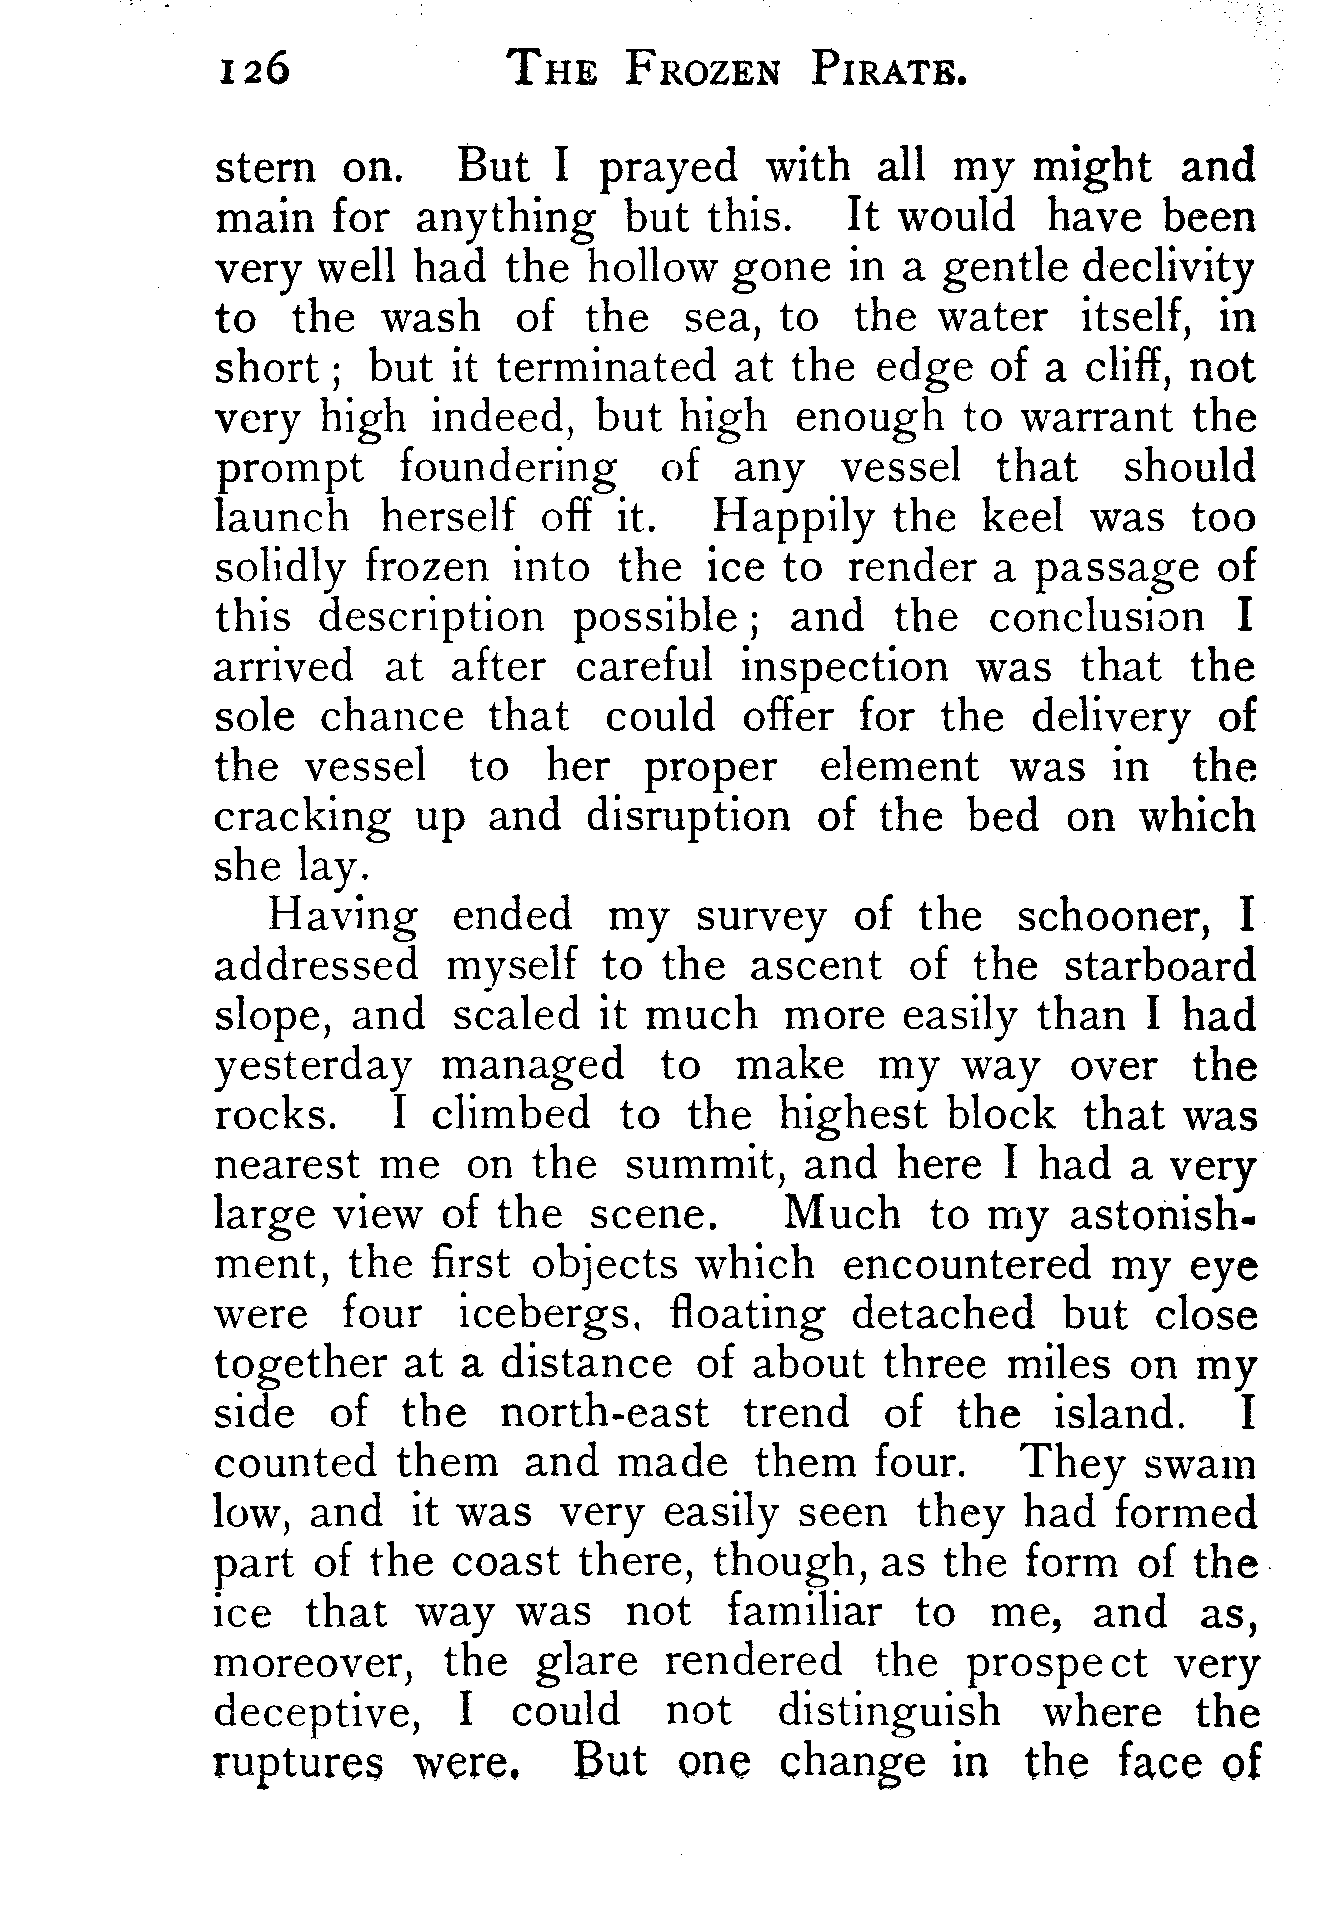 126 THE FROZEN PIRATE.
stern on. But I prayed with all my might and
main for anything but this. It would have been
very well had the hollow gone in a gentle declivity
to the wash of the sea, to the water itself, in
short; but it terminated at the edge of a cliff, not
very high indeed, but high enough to warrant the
prompt foundering of any vessel that should
launch herself off it. Happily the keel was too
solidly frozen into the ice to render a passage of
this description possible; and the conclusion I
arrived at after careful inspection was that the
sole chance that could offer for the delivery of
the vessel to her proper element was in the
cracking up and disruption of the bed on which
she lay.
Having ended my survey of the schooner, I
addressed myself to the ascent of the starboard
slope, and scaled it much more easily than I had
yesterday managed to make my way over the
rocks. I climbed to the highest block that was
nearest me on the summit, and here I had a very
large view of the scene. Much to my astonish-
ment, the first objects which encountered my eye
were four icebergs, floating detached but close
together at a distance of about three miles on my
side of the north-east trend of the island. I
counted them and made them four. They swam
low, and it was very easily seen they had formed
part of the coast there, though, as the form of the
ice that way was not familiar to me, and as,
moreover, the glare rendered the prospect very
deceptive, I could not distinguish where the
ruptures were. But one change in the face of